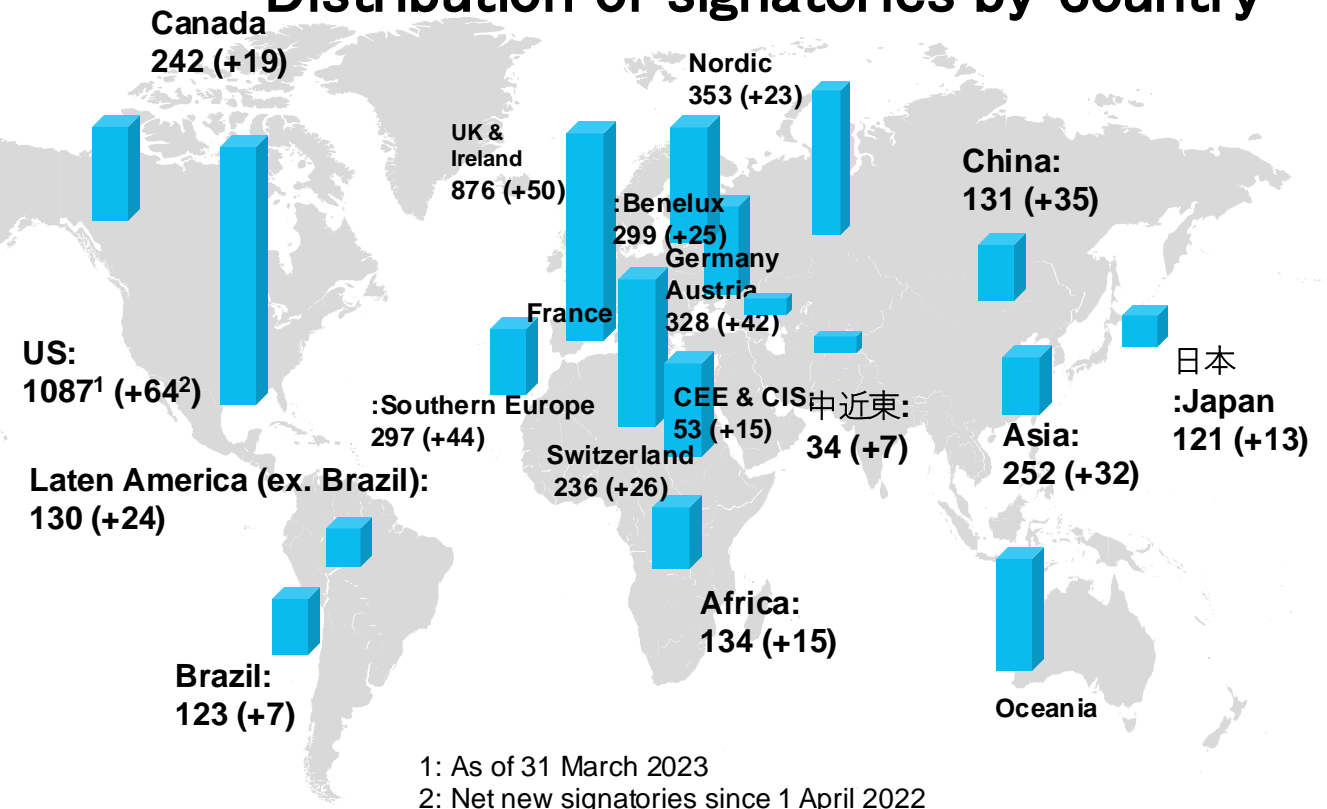 Distribution of signatories by country
Canada
242 (+19)
Nordic
353 (+23)
UK &
Ireland
876 (+50)
China:
131 (+35)
:Benelux
299 (+25)
Germany
Austria
328 (+42)
France
US:
1087¹ (+64²)
日本
:Japan
121 (+13)
:Southern Europe
297 (+44)
CEE & CIS:
53 (+15)
中近東:
34 (+7)
Asia:
252 (+32)
Switzerland
236 (+26)
Laten America (ex. Brazil):
130 (+24)
Africa:
134 (+15)
Brazil:
123 (+7)
Oceania
1: As of 31 March 2023
2: Net new signatories since 1 April 2022